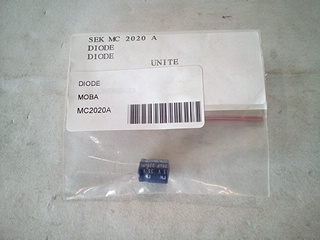 SEK MC 2020 A
DIODE
DIODE
UNITE
DIODE
MOBA
MC2020A